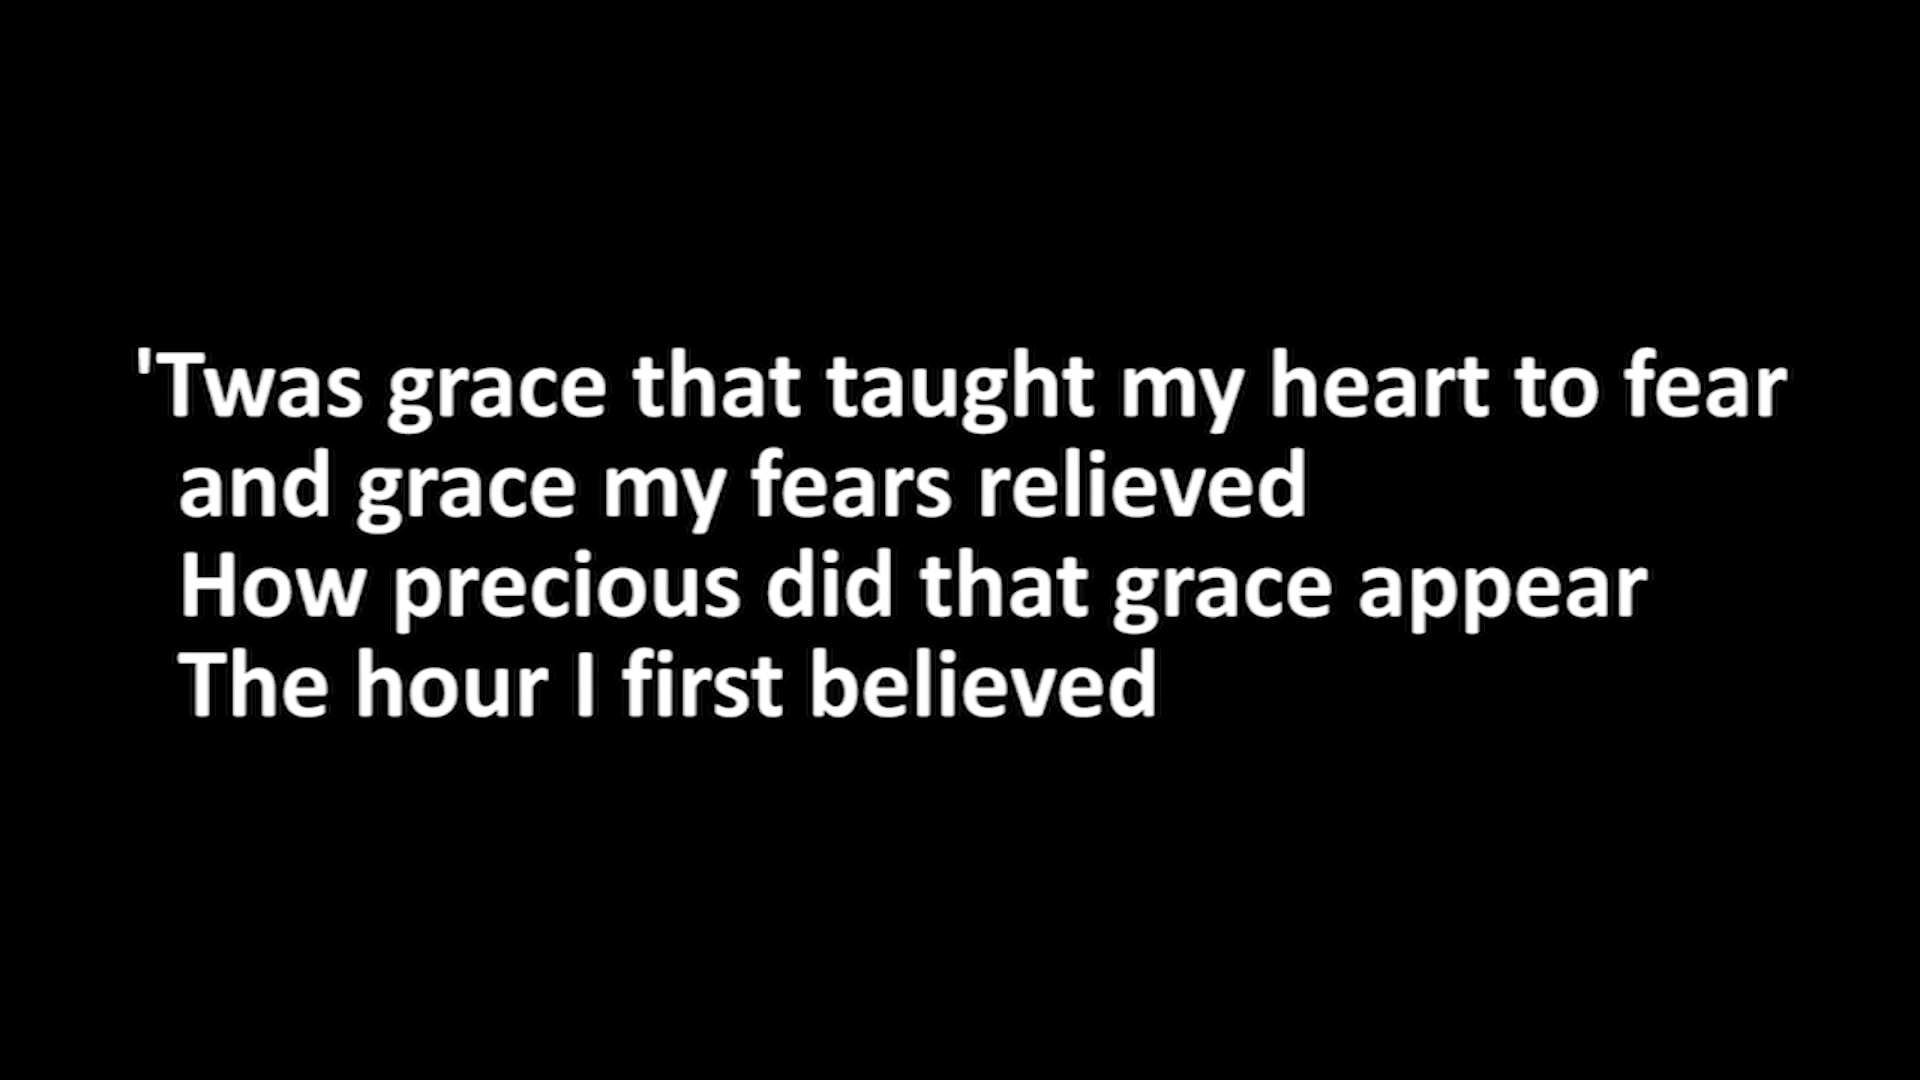 'Twas grace that taught my heart to fear
and grace my fears relieved
How precious did that grace appear
The hour I first believed